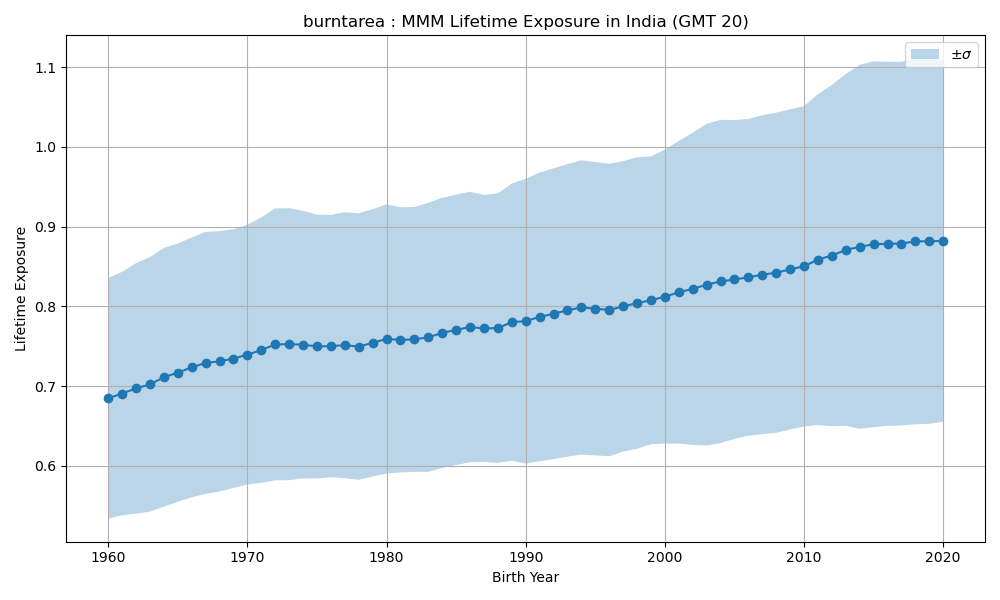 burntarea : MMM Lifetime Exposure in India (GMT 20)
±σ
Lifetime Exposure
1.1
1.0
0.9
0.8
0.7
0.6
1960 1970 1980 1990 2000 2010 2020
Birth Year